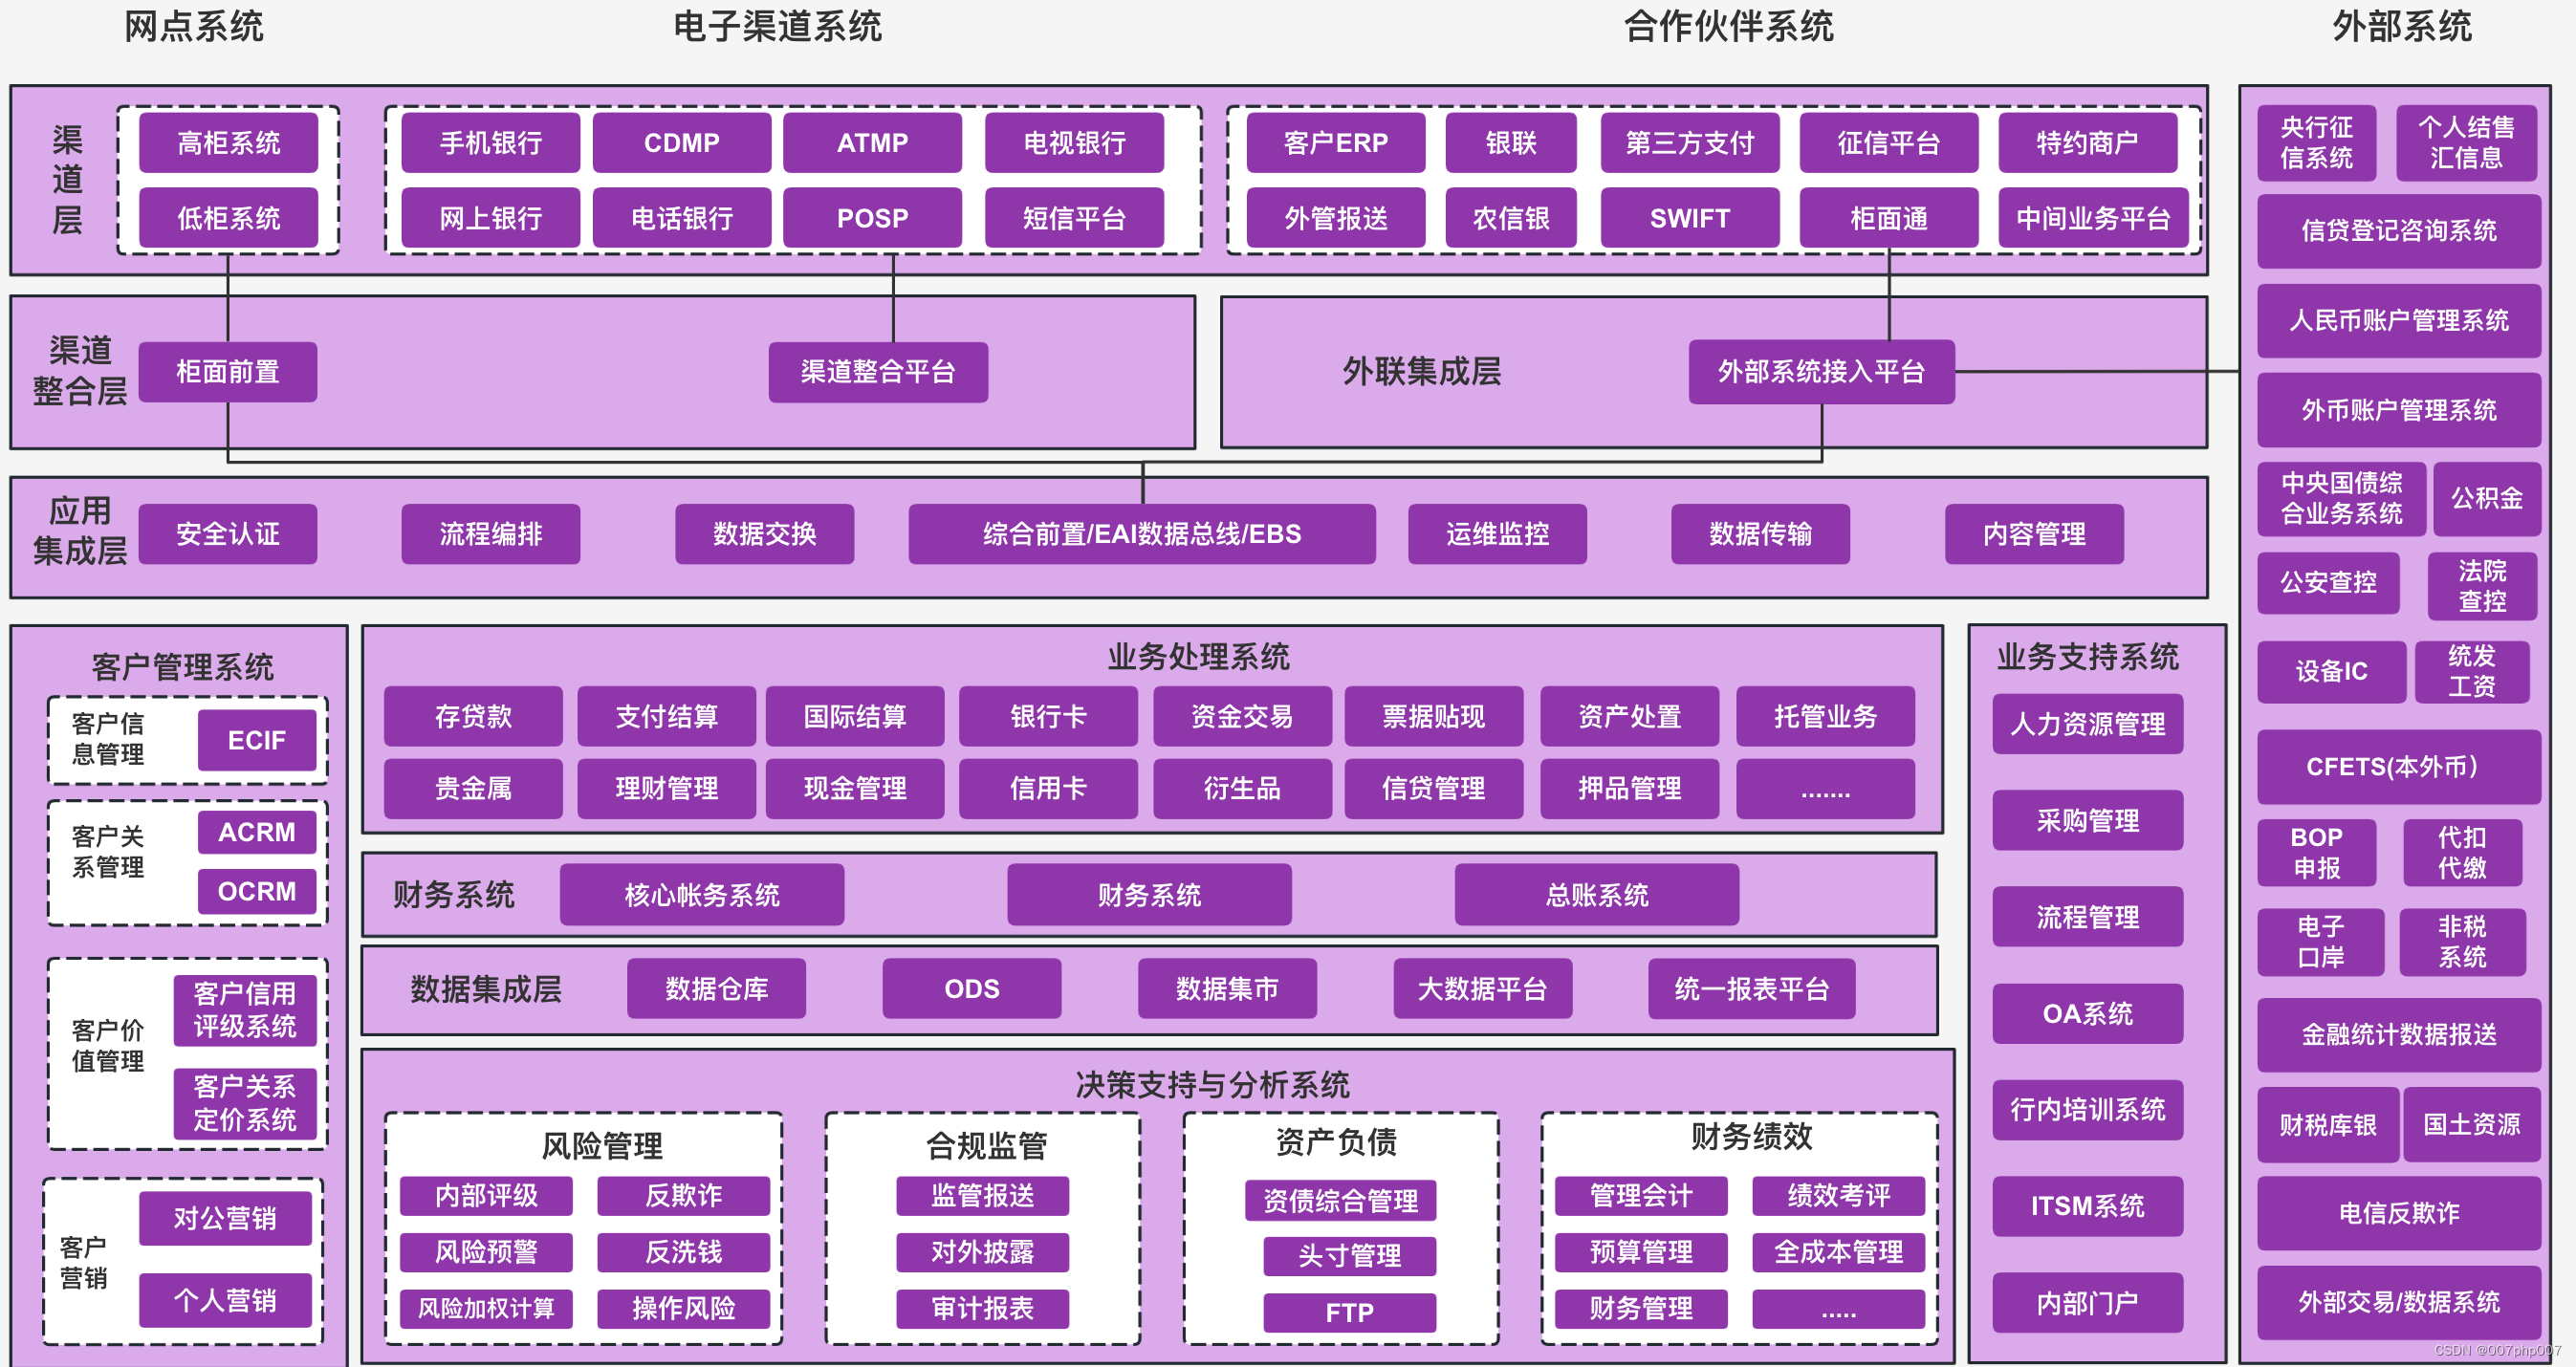 网点系统
电子渠道系统
合作伙伴系统
外部系统
渠
道
层
高柜系统
低柜系统
手机银行
CDMP
ATMP
电视银行
网上银行
电话银行
POSP
短信平台
客户ERP
银联
第三方支付
征信平台
特约商户
外管报送
农信银
SWIFT
柜面通
中间业务平台
渠道
整合层
柜面前置
渠道整合平台
外联集成层
外部系统接入平台
应用
集成层
安全认证
流程编排
数据交换
综合前置/EAI数据总线/EBS
运维监控
数据传输
内容管理
客户管理系统
客户信
息管理
ECIF
客户关
系管理
ACRM
OCRM
客户价
值管理
客户信用
评级系统
客户关系
定价系统
客户
营销
对公营销
个人营销
业务处理系统
存贷款
支付结算
国际结算
银行卡
资金交易
票据贴现
资产处置
托管业务
贵金属
理财管理
现金管理
信用卡
衍生品
信贷管理
押品管理
.......
财务系统
核心帐务系统
财务系统
总账系统
数据集成层
数据仓库
ODS
数据集市
大数据平台
统一报表平台
决策支持与分析系统
风险管理
内部评级
反欺诈
风险预警
反洗钱
风险加权计算
操作风险
合规监管
监管报送
对外披露
审计报表
资产负债
资债综合管理
头寸管理
FTP
财务绩效
管理会计
绩效考评
预算管理
全成本管理
财务管理
.....
业务支持系统
人力资源管理
采购管理
流程管理
OA系统
行内培训系统
ITSM系统
内部门户
央行征
信系统
个人结售
汇信息
信贷登记咨询系统
人民币账户管理系统
外币账户管理系统
中央国债综
合业务系统
公积金
公安查控
法院
查控
设备IC
统发
工资
CFETS(本外币）
BOP
申报
代扣
代缴
电子
口岸
非税
系统
金融统计数据报送
财税库银
国土资源
电信反欺诈
外部交易/数据系统
CSDN @007php007